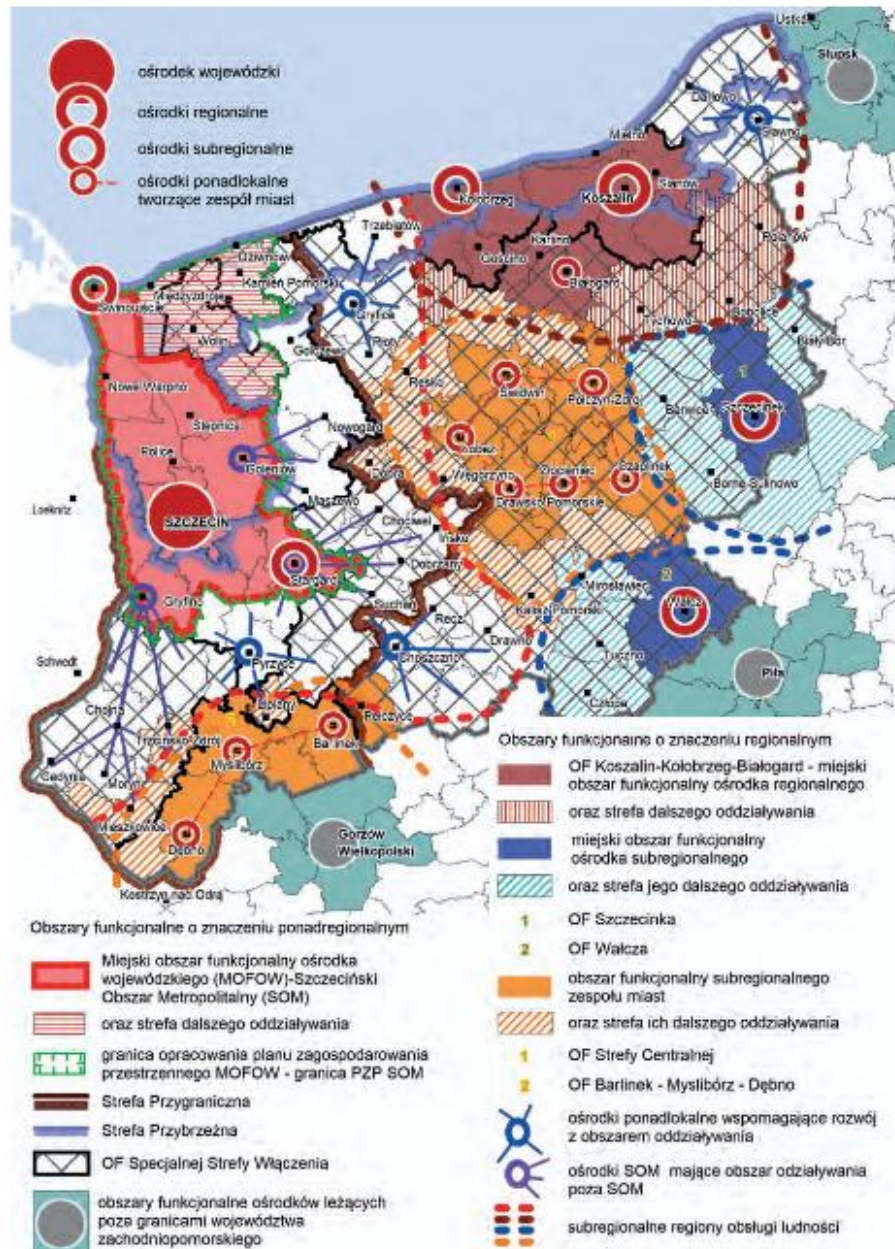 ośrodek wojewódzki
ośrodki regionalne
ośrodki subregionalne
ośrodki ponadlokalne
tworzące zespół miast
Ustka
Słupsk
Darłowo
Sławno
Mielno
Sianów
Koszalin
Kołobrzeg
Trzebiatów
Karlino
Gościno
Białogard
Polanów
Dziwnów
Kamień Pomorski
Międzyzdroje
Świnoujście
Gryfice
Tychowo
Bobolice
Biały Bór
Wolin
Golczewo
Płoty
Resko
Świdwin
Połczyn-Zdrój
1
Szczecinek
Barwice
Nowe Warpno
Stepnica
Nowogard
Łobez
Police
Goleniów
Dobra
Węgorzyno
Złocieniec
Czaplinek
Borne Sulinowo
Maszewo
Drawsko Pomorskie
Loeknitz
SZCZECIN
Chociwel
Ińsko
Stargard
Dobrzany
2
Mirosławiec
Gryfino
Suchań
Kalisz Pomorski
Wałcz
Recz
Drawno
Schwedt
Pyrzyce
Choszczno
Tuczno
Piła
Człopa
Chojna
Lipiany
Pełczyce
Trzcińsko-Zdrój
Barlinek
Cedynia
Moryń
Myślibórz
Mieszkowice
Dębno
Gorzów
Wielkopolski
Kostrzyn nad Odrą
Obszary funkcjonalne o znaczeniu ponadregionalnym
Miejski obszar funkcjonalny ośrodka
wojewódzkiego (MOFOW)-Szczeciński
Obszar Metropolitalny (SOM)
oraz strefa dalszego oddziaływania
granica opracowania planu zagospodarowania
przestrzennego MOFOW - granica PZP SOM
Strefa Przygraniczna
Strefa Przybrzeżna
OF Specjalnej Strefy Włączenia
obszary funkcjonalne ośrodków leżących
poza granicami województwa
zachodniopomorskiego
Obszary funkcjonalne o znaczeniu regionalnym
OF Koszalin-Kołobrzeg-Białogard - miejski
obszar funkcjonalny ośrodka regionalnego
oraz strefa dalszego oddziaływania
miejski obszar funkcjonalny
ośrodka subregionalnego
oraz strefa jego dalszego oddziaływania
1 OF Szczecinka
2 OF Wałcza
obszar funkcjonalny subregionalnego
zespołu miast
oraz strefa ich dalszego oddziaływania
1 OF Strefy Centralnej
2 OF Barlinek - Myslibórz - Dębno
ośrodki ponadlokalne wspomagające rozwój
z obszarem oddziaływania
ośrodki SOM mające obszar odziaływania
poza SOM
subregionalne regiony obsługi ludności